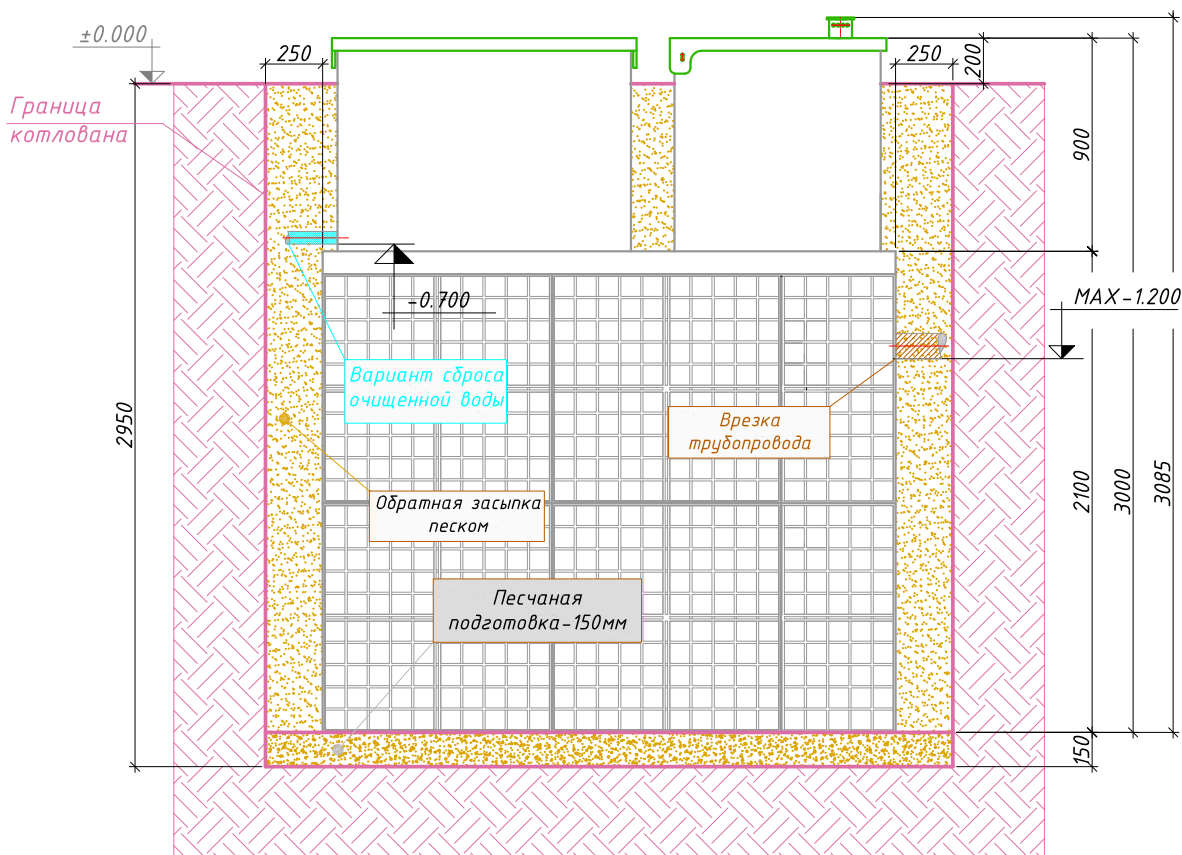 ±0.000
250
250
200
Граница
котлована
900
-0.700
MAX-1.200
Вариант сброса
очищенной воды
Врезка
трубопровода
2950
Обратная засыпка
песком
2100
3000
3085
Песчаная
подготовка-150мм
150